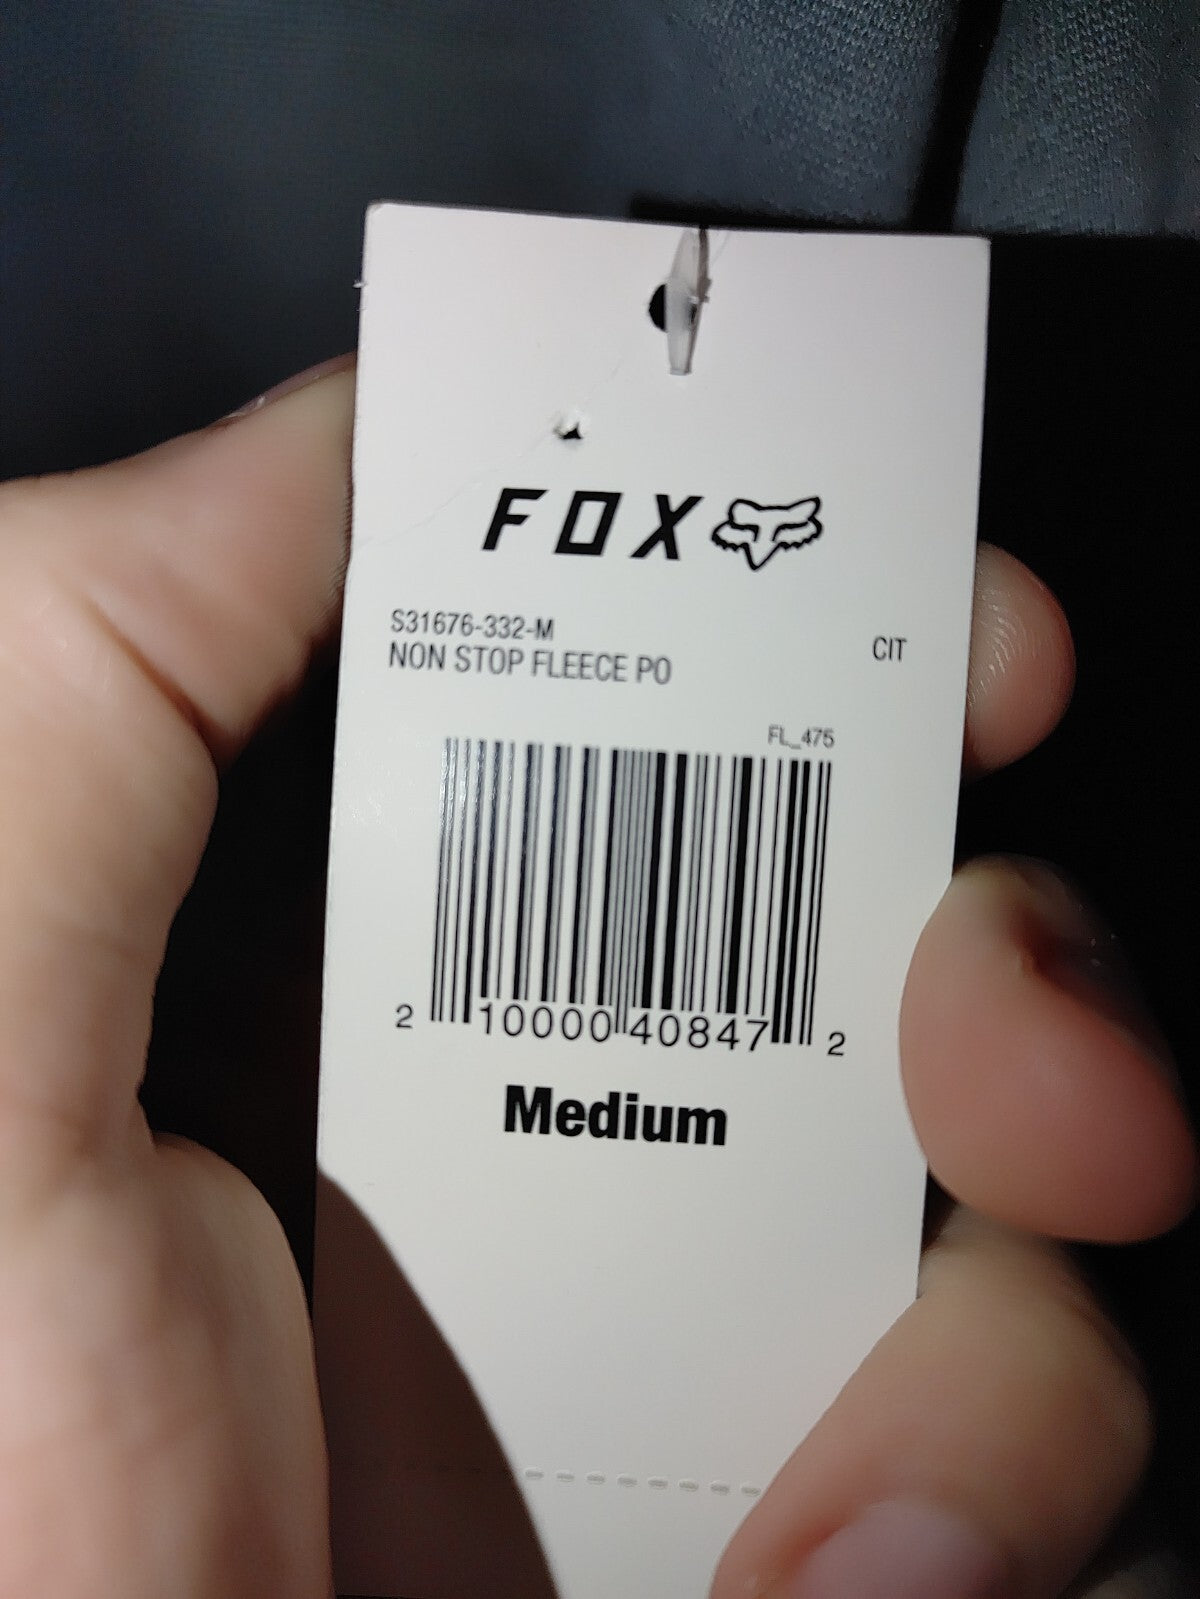 FOX
S31676-332-M
NON STOP FLEECE PO
CIT
FL_475
2 10000 40847 2
Medium